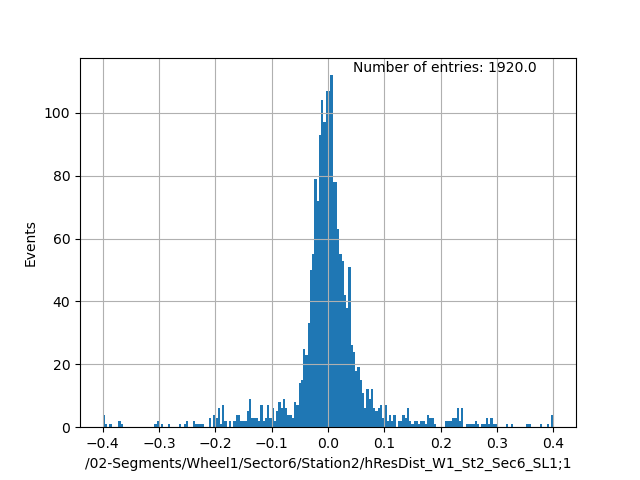 Number of entries: 1920.0
Events
100
80
60
40
20
0
−0.4 −0.3 −0.2 −0.1 0.0 0.1 0.2 0.3 0.4
/02-Segments/Wheel1/Sector6/Station2/hResDist_W1_St2_Sec6_SL1;1